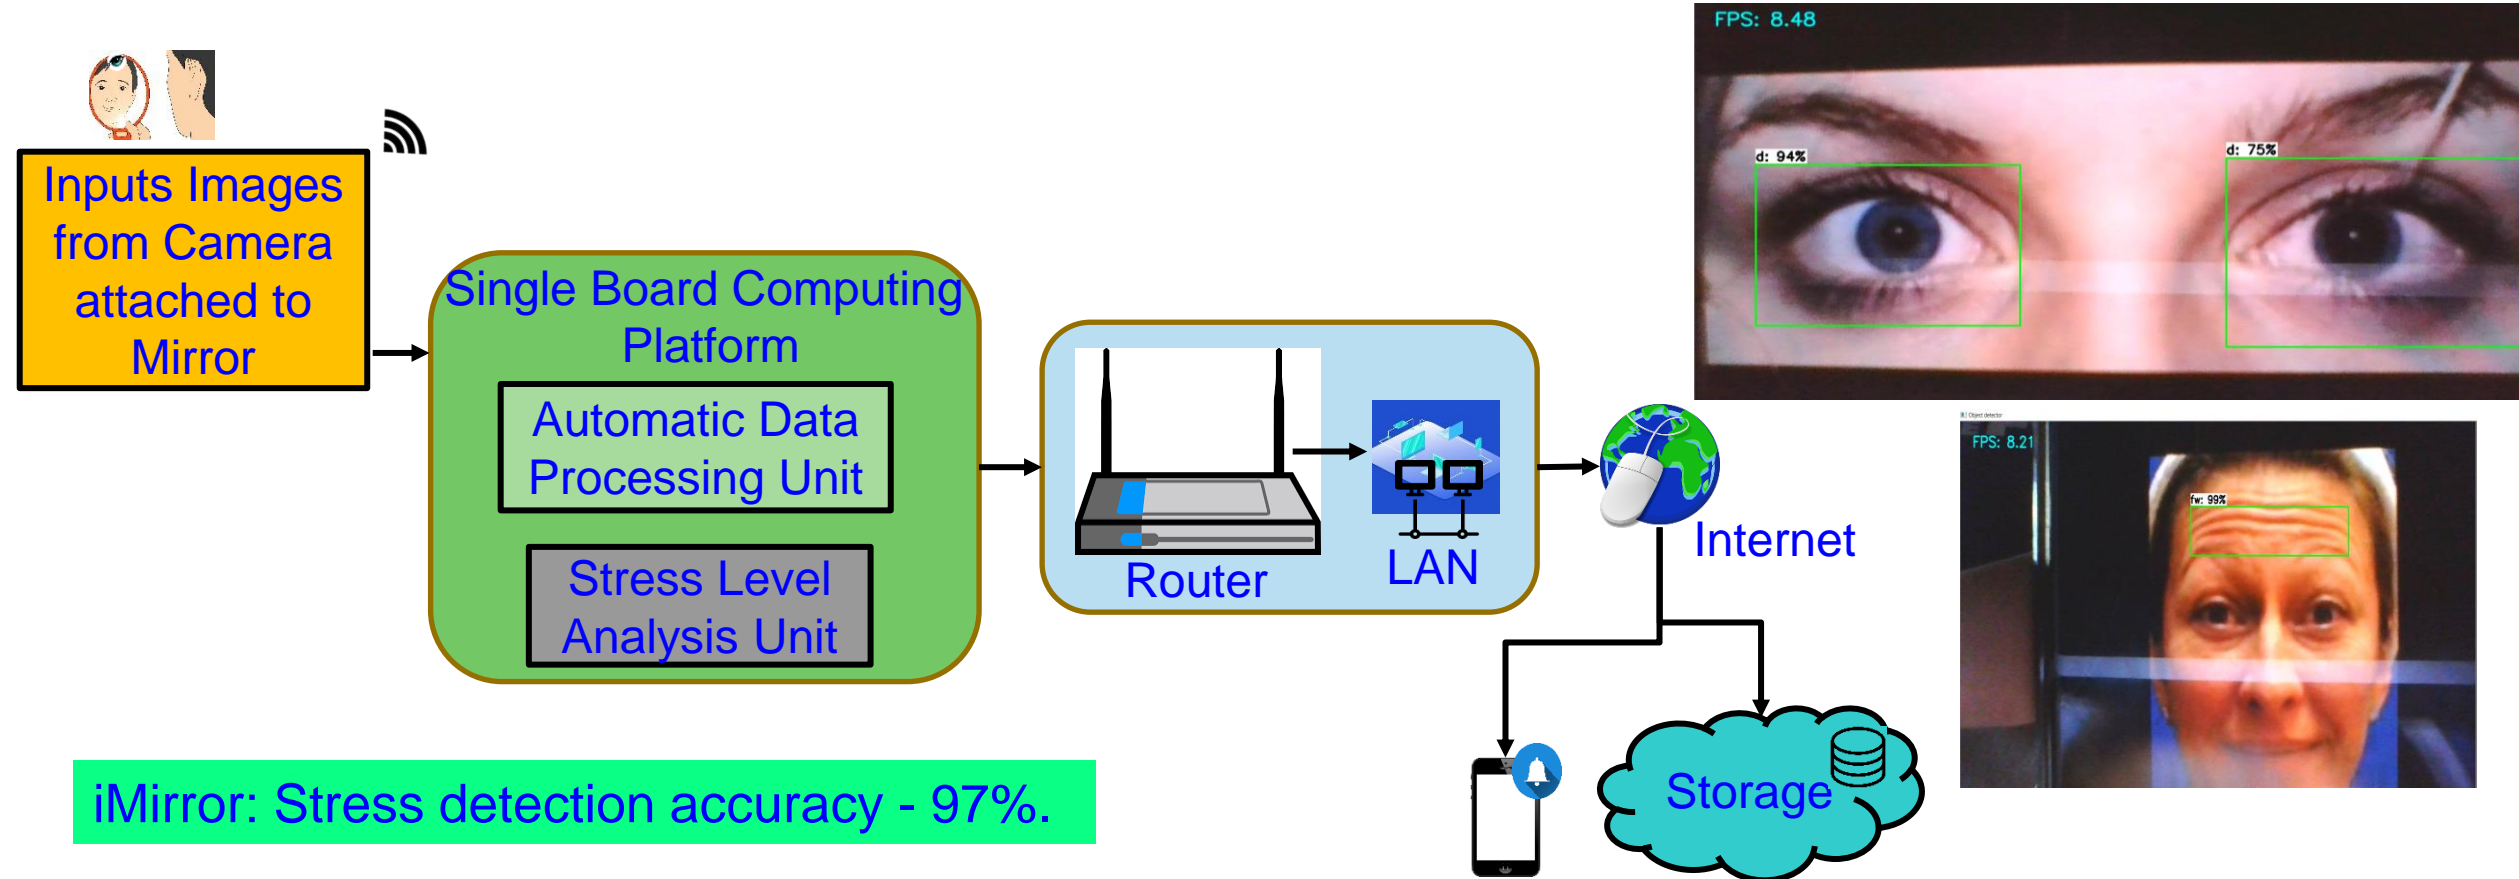 Inputs Images
from Camera
attached to
Mirror
Single Board Computing
Platform
Automatic Data
Processing Unit
Stress Level
Analysis Unit
Router
LAN
Internet
Storage
iMirror: Stress detection accuracy - 97%.
FPS: 8.48
d: 94%
d: 75%
Object detector
FPS: 8.21
fw: 99%